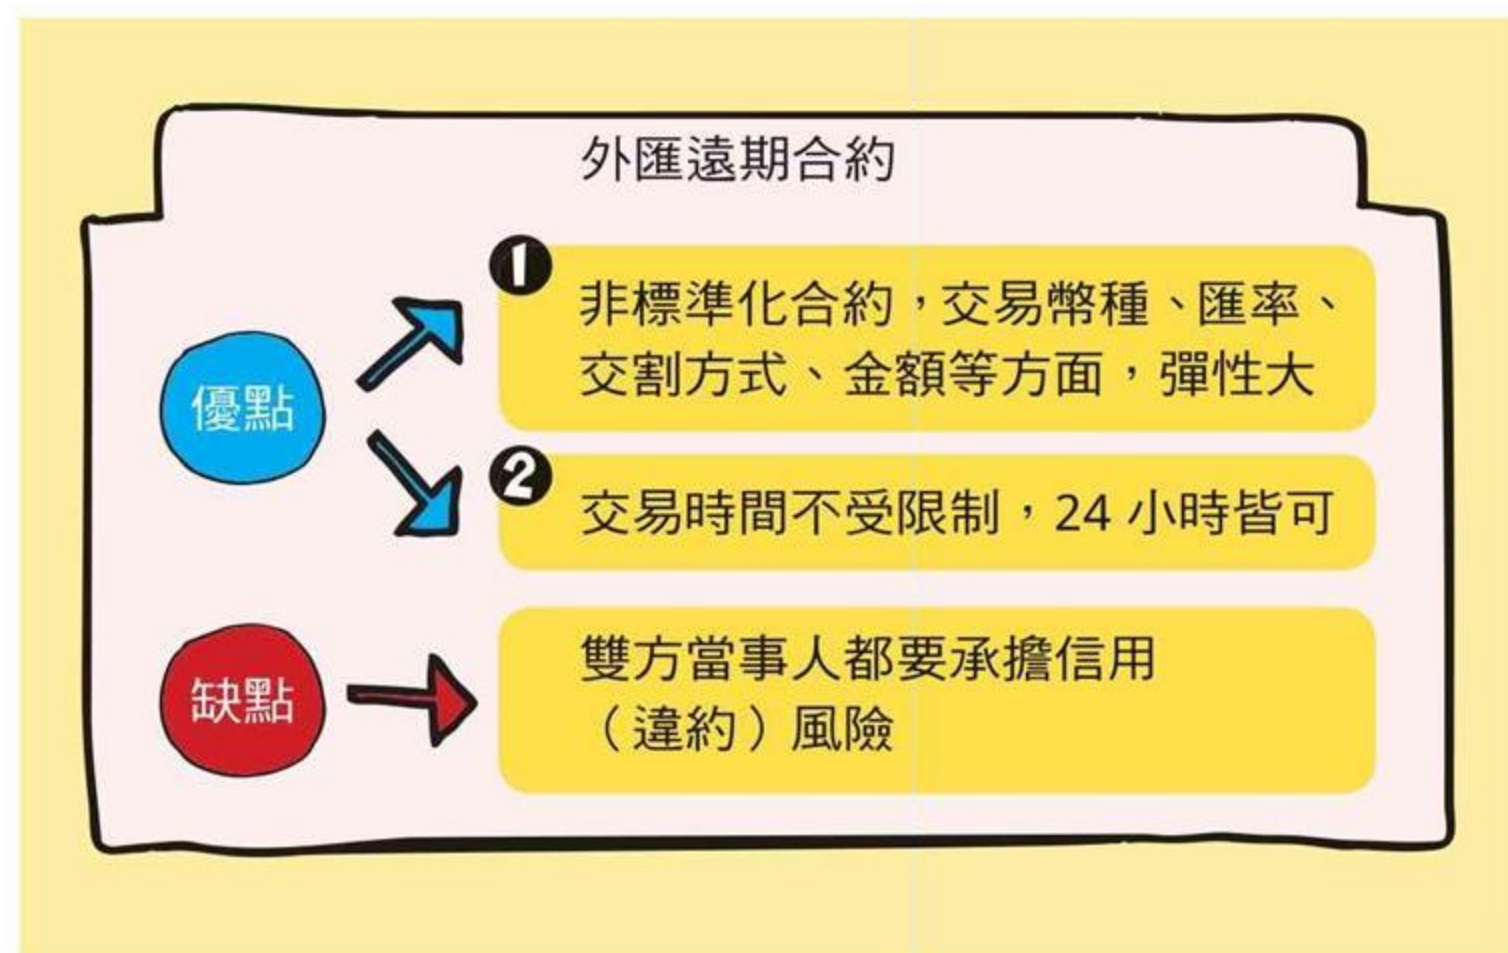 外匯遠期合約
優點
1
非標準化合約，交易幣種、匯率、
交割方式、金額等方面，彈性大
2
交易時間不受限制，24 小時皆可
缺點
雙方當事人都要承擔信用
（違約）風險